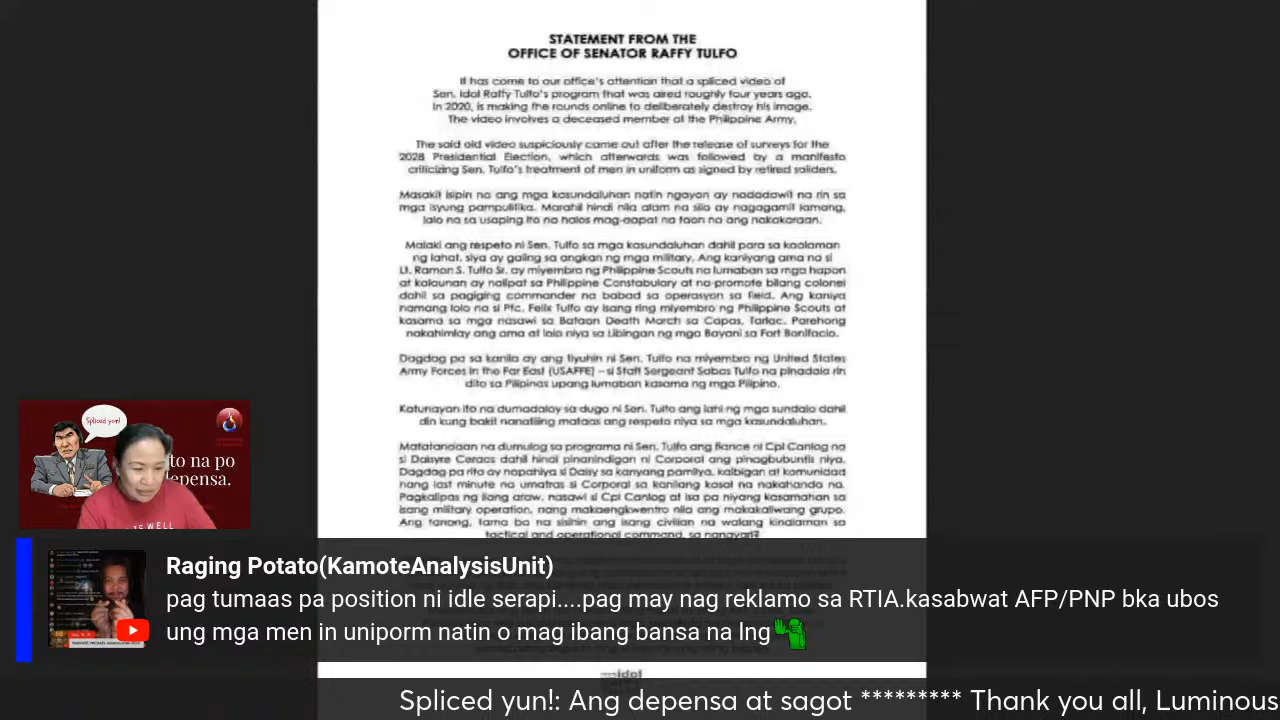 STATEMENT FROM THE
OFFICE OF SENATOR RAFFY TULFO
It has come to our office's attention that a spliced video of
Sen. Idol Raffy Tulfo's program that was aired roughly four years ago,
in 2020, is making the rounds online to deliberately destroy his image.
The video involves a deceased member of the Philippine Army.
The said old video suspiciously came out after the release of surveys for the
2028 Presidential Election, which afterwards was followed by a manifesto
criticizing Sen. Tulfo's treatment of men in uniform as signed by retired soldiers.
Masakit isipin na ang mga kasundaluhan natin ngayon ay nadadawit na rin sa
mga isyung pampulitika. Marahil hindi nila alam na sila ay nagagamit lamang,
lalo na sa usaping ito na halos mag-aapat na taon na ang nakakaraan.
Malaki ang respeto ni Sen. Tulfo sa mga kasundaluhan dahil para sa kaalaman
ng lahat, siya ay galing sa angkan ng mga military. Ang kaniyang ama na si
Lt. Ramon S. Tulfo Sr. ay miyembro ng Philippine Scouts na lumaban sa mga hapon
at kalaunan ay nailipat sa Philippine Constabulary at na-promote bilang colonel
dahil sa pagiging commander na babad sa operasyon sa field. Ang kaniya
namang lolo na si Pfc. Felix Tulfo ay isang ring miyembro ng Philippine Scouts at
kasama sa mga nasawi sa Bataan Death March sa Capas, Tarlac. Parehong
nakahimlay ang ama at lolo niya sa Libingan ng mga Bayani sa Fort Bonifacio.
Dagdag pa sa kanila ay ang tiyuhin ni Sen. Tulfo na miyembro ng United States
Army Forces in the Far East (USAFFE) – si Staff Sergeant Sabas Tulfo na pinadala rin
dito sa Pilipinas upang lumaban kasama ng mga Pilipino.
Katunayan ito na dumadaloy sa dugo ni Sen. Tulfo ang lahi ng mga sundalo dahil
din kung bakit nanatiling mataas ang respeto niya sa mga kasundaluhan.
Matatandaan na dumulog sa programa ni Sen. Tulfo ang fiance ni Cpl Canlog na
si Daisyre Ceraos dahil hindi pinanindigan ni Corporal ang pinagbubuntis niya.
Dagdag pa rito ay napahiya si Daisy sa kanyang pamilya, kaibigan at komunidad
nang last minute na umatras si Corporal sa kanilang kasal na nakahanda na.
Pagkalipas ng ilang araw, nasawi si Cpl Canlog at isa pa niyang kasamahan sa
isang military operation, nang makaengkwentro nila ang makakaliwang grupo.
Ang tanong, tama ba na sisihin ang isang civilian na walang kinalaman sa
tactical and operational command, sa nangyari?
Spliced yun!
to na po
depensa.
IS WELL
Raging Potato(KamoteAnalysisUnit)
pag tumaas pa position ni idle serapi....pag may nag reklamo sa RTIA.kasabwat AFP/PNP bka ubos
ung mga men in uniporm natin o mag ibang bansa na lng
idol
Spliced yun!: Ang depensa at sagot ********* Thank you all, Luminous